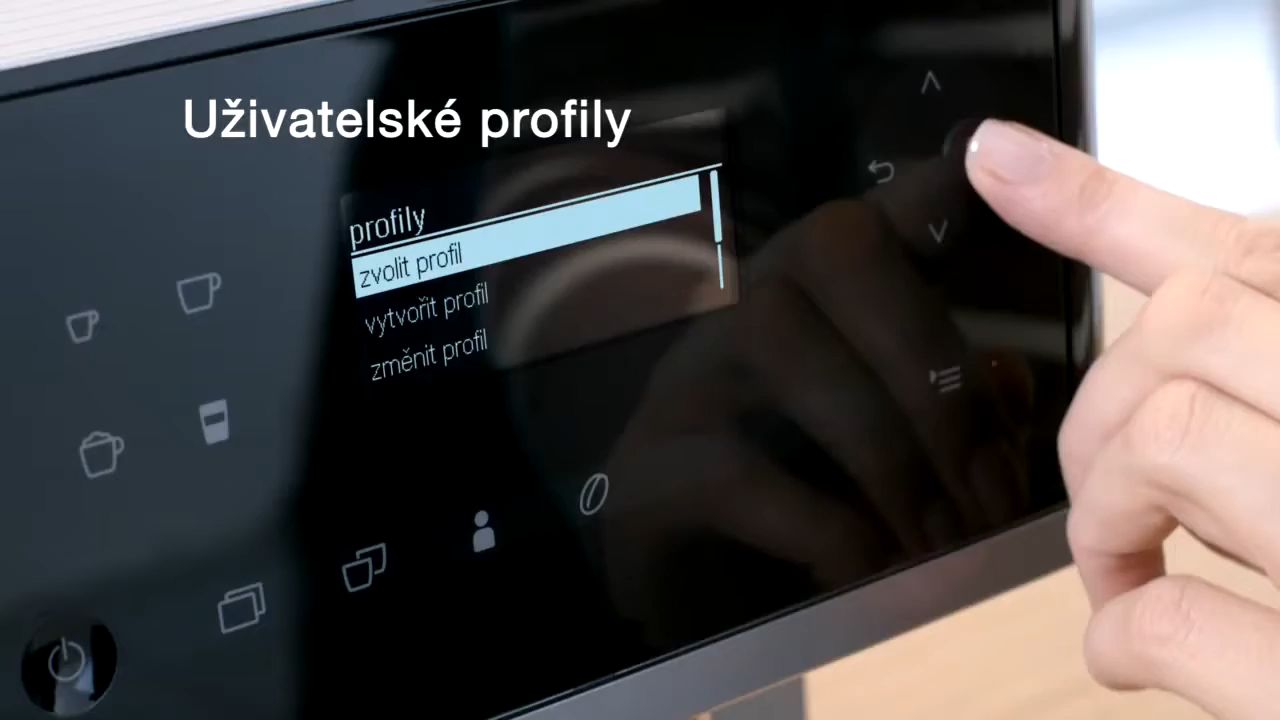 Uživatelské profily
profily
zvolit profil
vytvořit profil
změnit profil